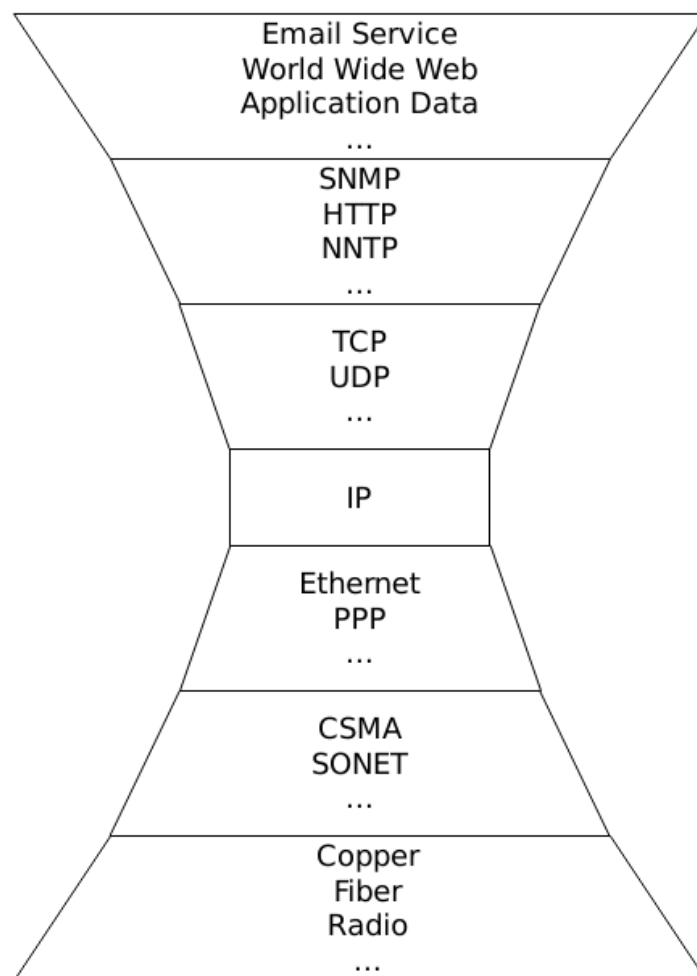 Email Service
World Wide Web
Application Data
...
SNMP
HTTP
NNTP
...
TCP
UDP
...
IP
Ethernet
PPP
...
CSMA
SONET
...
Copper
Fiber
Radio
...